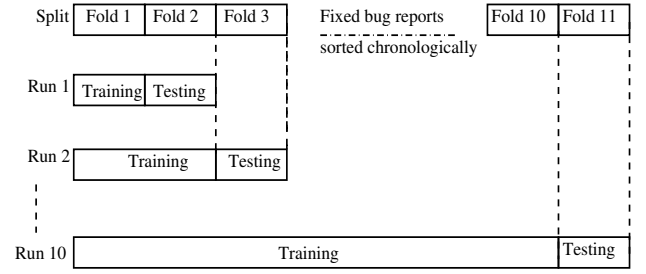 Split Fold 1 Fold 2 Fold 3 Fixed bug reports Fold 10 Fold 11
sorted chronologically
Run 1 Training Testing
Run 2 Training Testing
Run 10 Training Testing